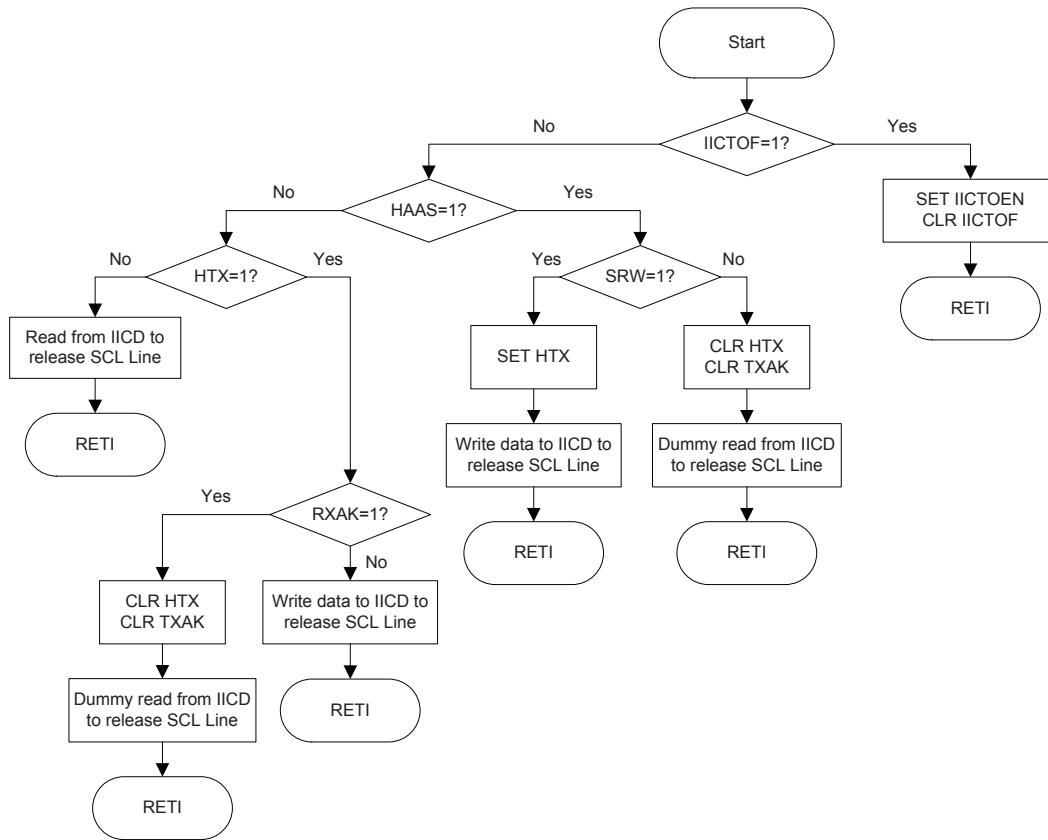 Start
No
IICTOF=1?
Yes
No
HAAS=1?
Yes
SET IICTOEN
CLR IICTOF
No
HTX=1?
Yes
Yes
SRW=1?
No
RETI
Read from IICD to
release SCL Line
SET HTX
CLR HTX
CLR TXAK
RETI
Write data to IICD to
release SCL Line
Dummy read from IICD
to release SCL Line
Yes
RXAK=1?
No
RETI
RETI
CLR HTX
CLR TXAK
Write data to IICD to
release SCL Line
Dummy read from IICD
to release SCL Line
RETI
RETI